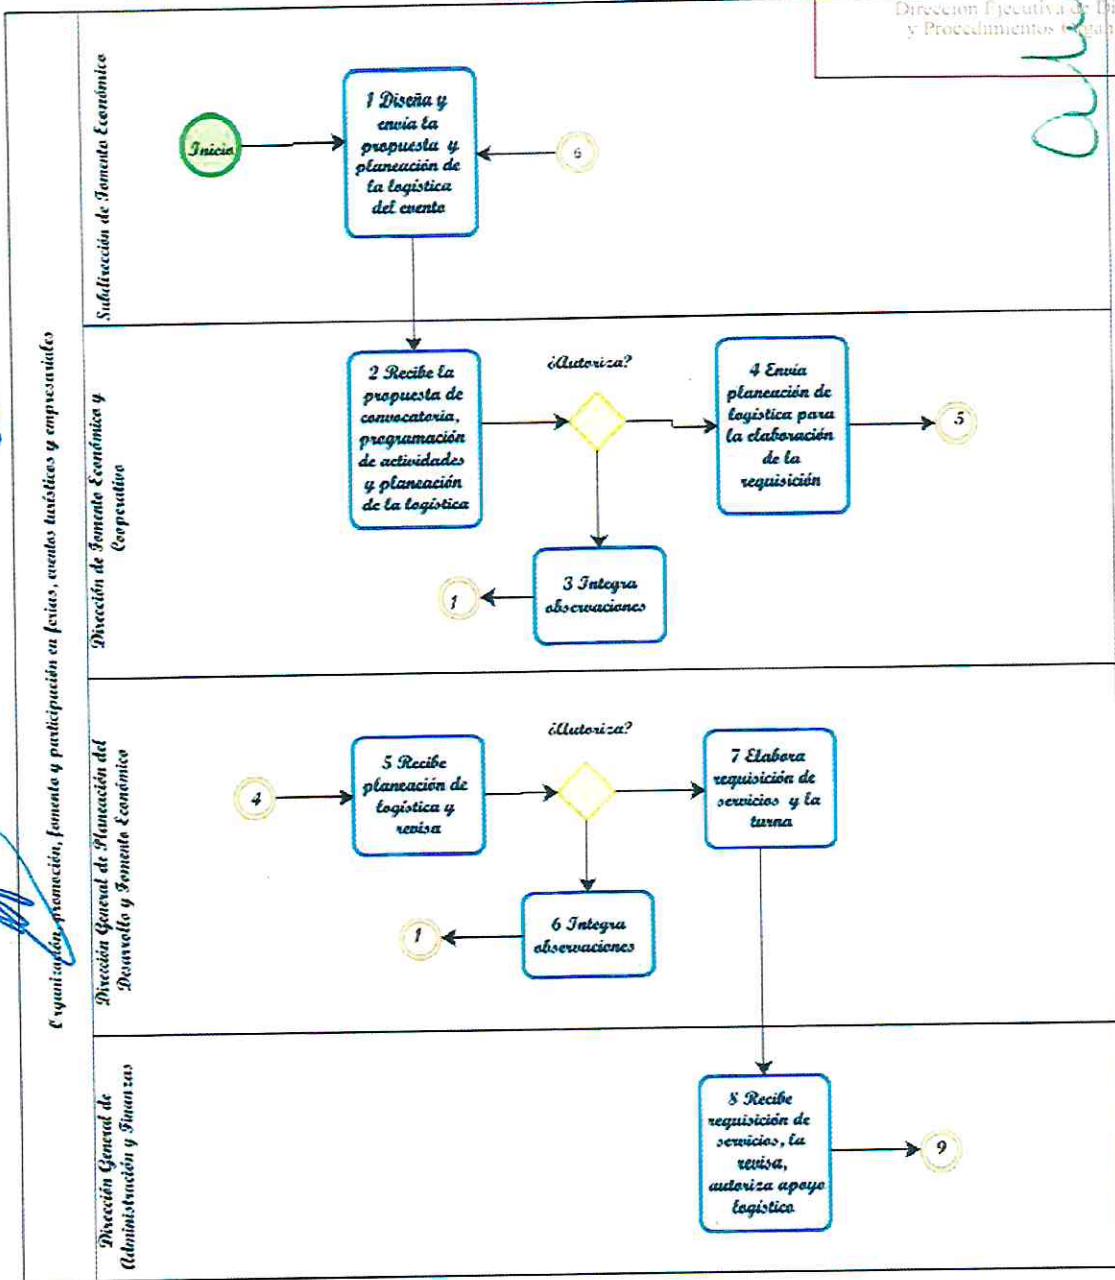 Dirección Ejecutiva de
y Procedimientos
Organización, promoción, fomento y participación en ferias, eventos turísticos y empresariales
Subdirección de Fomento Económico
Inicio
1 Diseña y
envía la
propuesta y
planeación de
la logística
del evento
6
Dirección de Fomento Económico y
Cooperativo
2 Recibe la
propuesta de
convocatoria,
programación
de actividades
y planeación
de la logística
¿Autoriza?
4 Envía
planeación de
logística para
la elaboración
de la
requisición
5
3 Integra
observaciones
1
Dirección General de Planeación del
Desarrollo y Fomento Económico
4
5 Recibe
planeación de
logística y
revisa
¿Autoriza?
7 Elabora
requisición de
servicios y la
turna
6 Integra
observaciones
1
Dirección General de
Administración y Finanzas
8 Recibe
requisición de
servicios, la
revisa,
autoriza apoyo
logístico
9